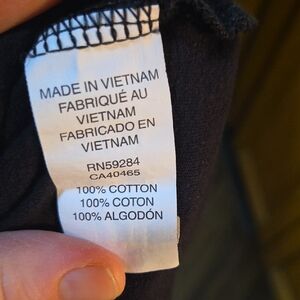 MADE IN VIETNAM
FABRIQUÉ AU
VIETNAM
FABRICADO EN
VIETNAM
RN59284
CA40465
100% COTTON
100% COTON
100% ALGODÓN